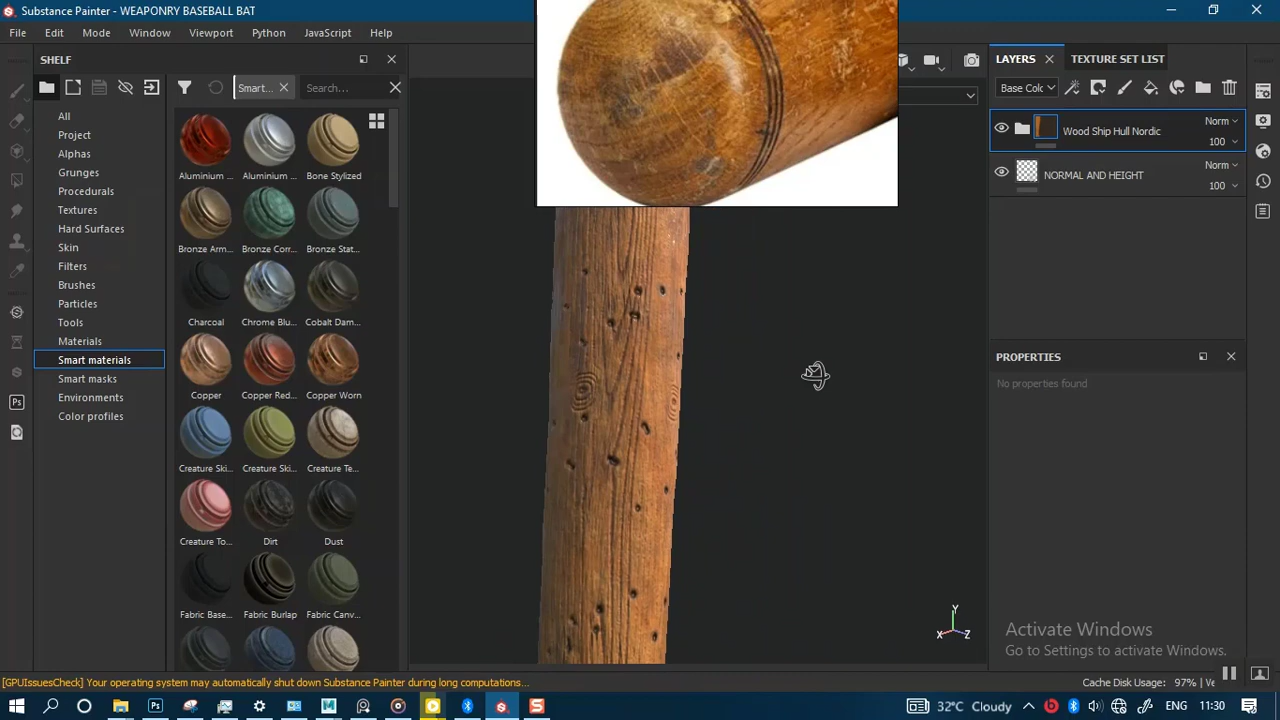 Substance Painter - WEAPONRY BASEBALL BAT
File Edit Mode Window Viewport Python JavaScript Help
SHELF
Smart...
Search...
All
Project
Alphas
Grunges
Procedurals
Textures
Hard Surfaces
Skin
Filters
Brushes
Particles
Tools
Materials
Smart materials
Smart masks
Environments
Color profiles
Aluminium ... Aluminium ... Bone Stylized
Bronze Arm... Bronze Corr... Bronze Stat...
Charcoal Chrome Blu... Cobalt Dam...
Copper Copper Red... Copper Worn
Creature Ski... Creature Ski... Creature Te...
Creature To... Dirt Dust
Fabric Base... Fabric Burlap Fabric Canv...
Y
X Z
LAYERS TEXTURE SET LIST
Base Colc
Wood Ship Hull Nordic
Norm
100
NORMAL AND HEIGHT
Norm
100
PROPERTIES
No properties found
Activate Windows
Go to Settings to activate Windows.
[GPUIssuesCheck] Your operating system may automatically shut down Substance Painter during long computations...
Cache Disk Usage: 97% | Ve
Ps
32°C Cloudy
ENG
11:30